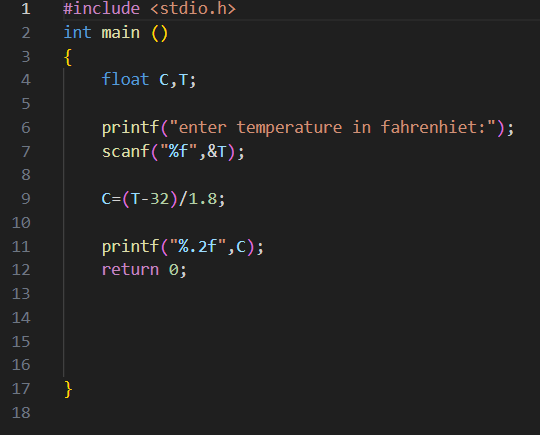 1 #include <stdio.h>
2 int main ()
3 {
4     float C,T;
5
6     printf("enter temperature in fahrenhiet:");
7     scanf("%f",&T);
8
9     C=(T-32)/1.8;
10
11     printf("%.2f",C);
12     return 0;
13
14
15
16
17 }
18